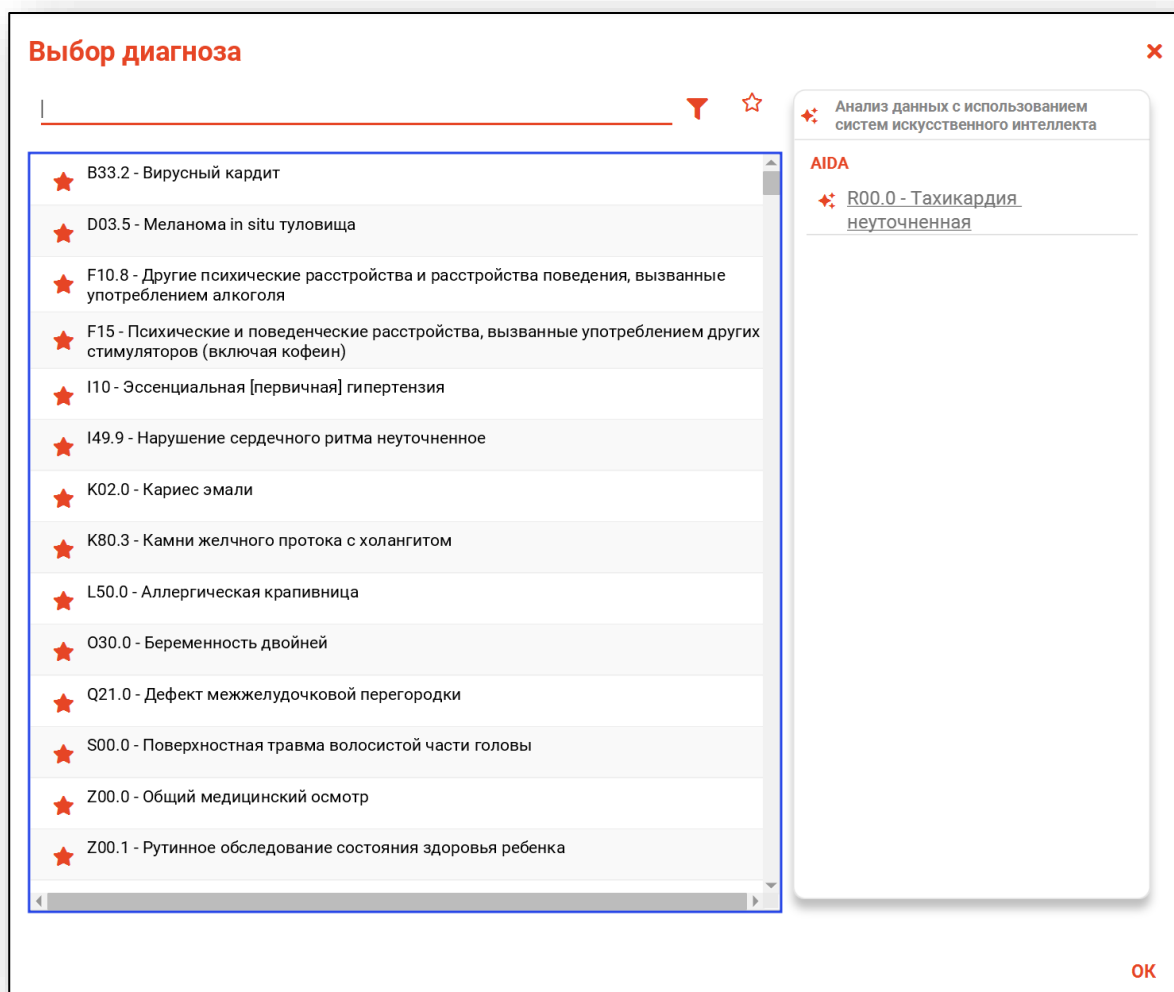 Выбор диагноза
В33.2 - Вирусный кардит
D03.5 - Меланома in situ туловища
F10.8 - Другие психические расстройства и расстройства поведения, вызванные
употреблением алкоголя
F15 - Психические и поведенческие расстройства, вызванные употреблением других
стимуляторов (включая кофеин)
I10 - Эссенциальная [первичная] гипертензия
I49.9 - Нарушение сердечного ритма неуточненное
K02.0 - Кариес эмали
K80.3 - Камни желчного протока с холангитом
L50.0 - Аллергическая крапивница
O30.0 - Беременность двойней
Q21.0 - Дефект межжелудочковой перегородки
S00.0 - Поверхностная травма волосистой части головы
Z00.0 - Общий медицинский осмотр
Z00.1 - Рутинное обследование состояния здоровья ребенка
Анализ данных с использованием
систем искусственного интеллекта
AIDA
R00.0 - Тахикардия
неуточненная
ОК